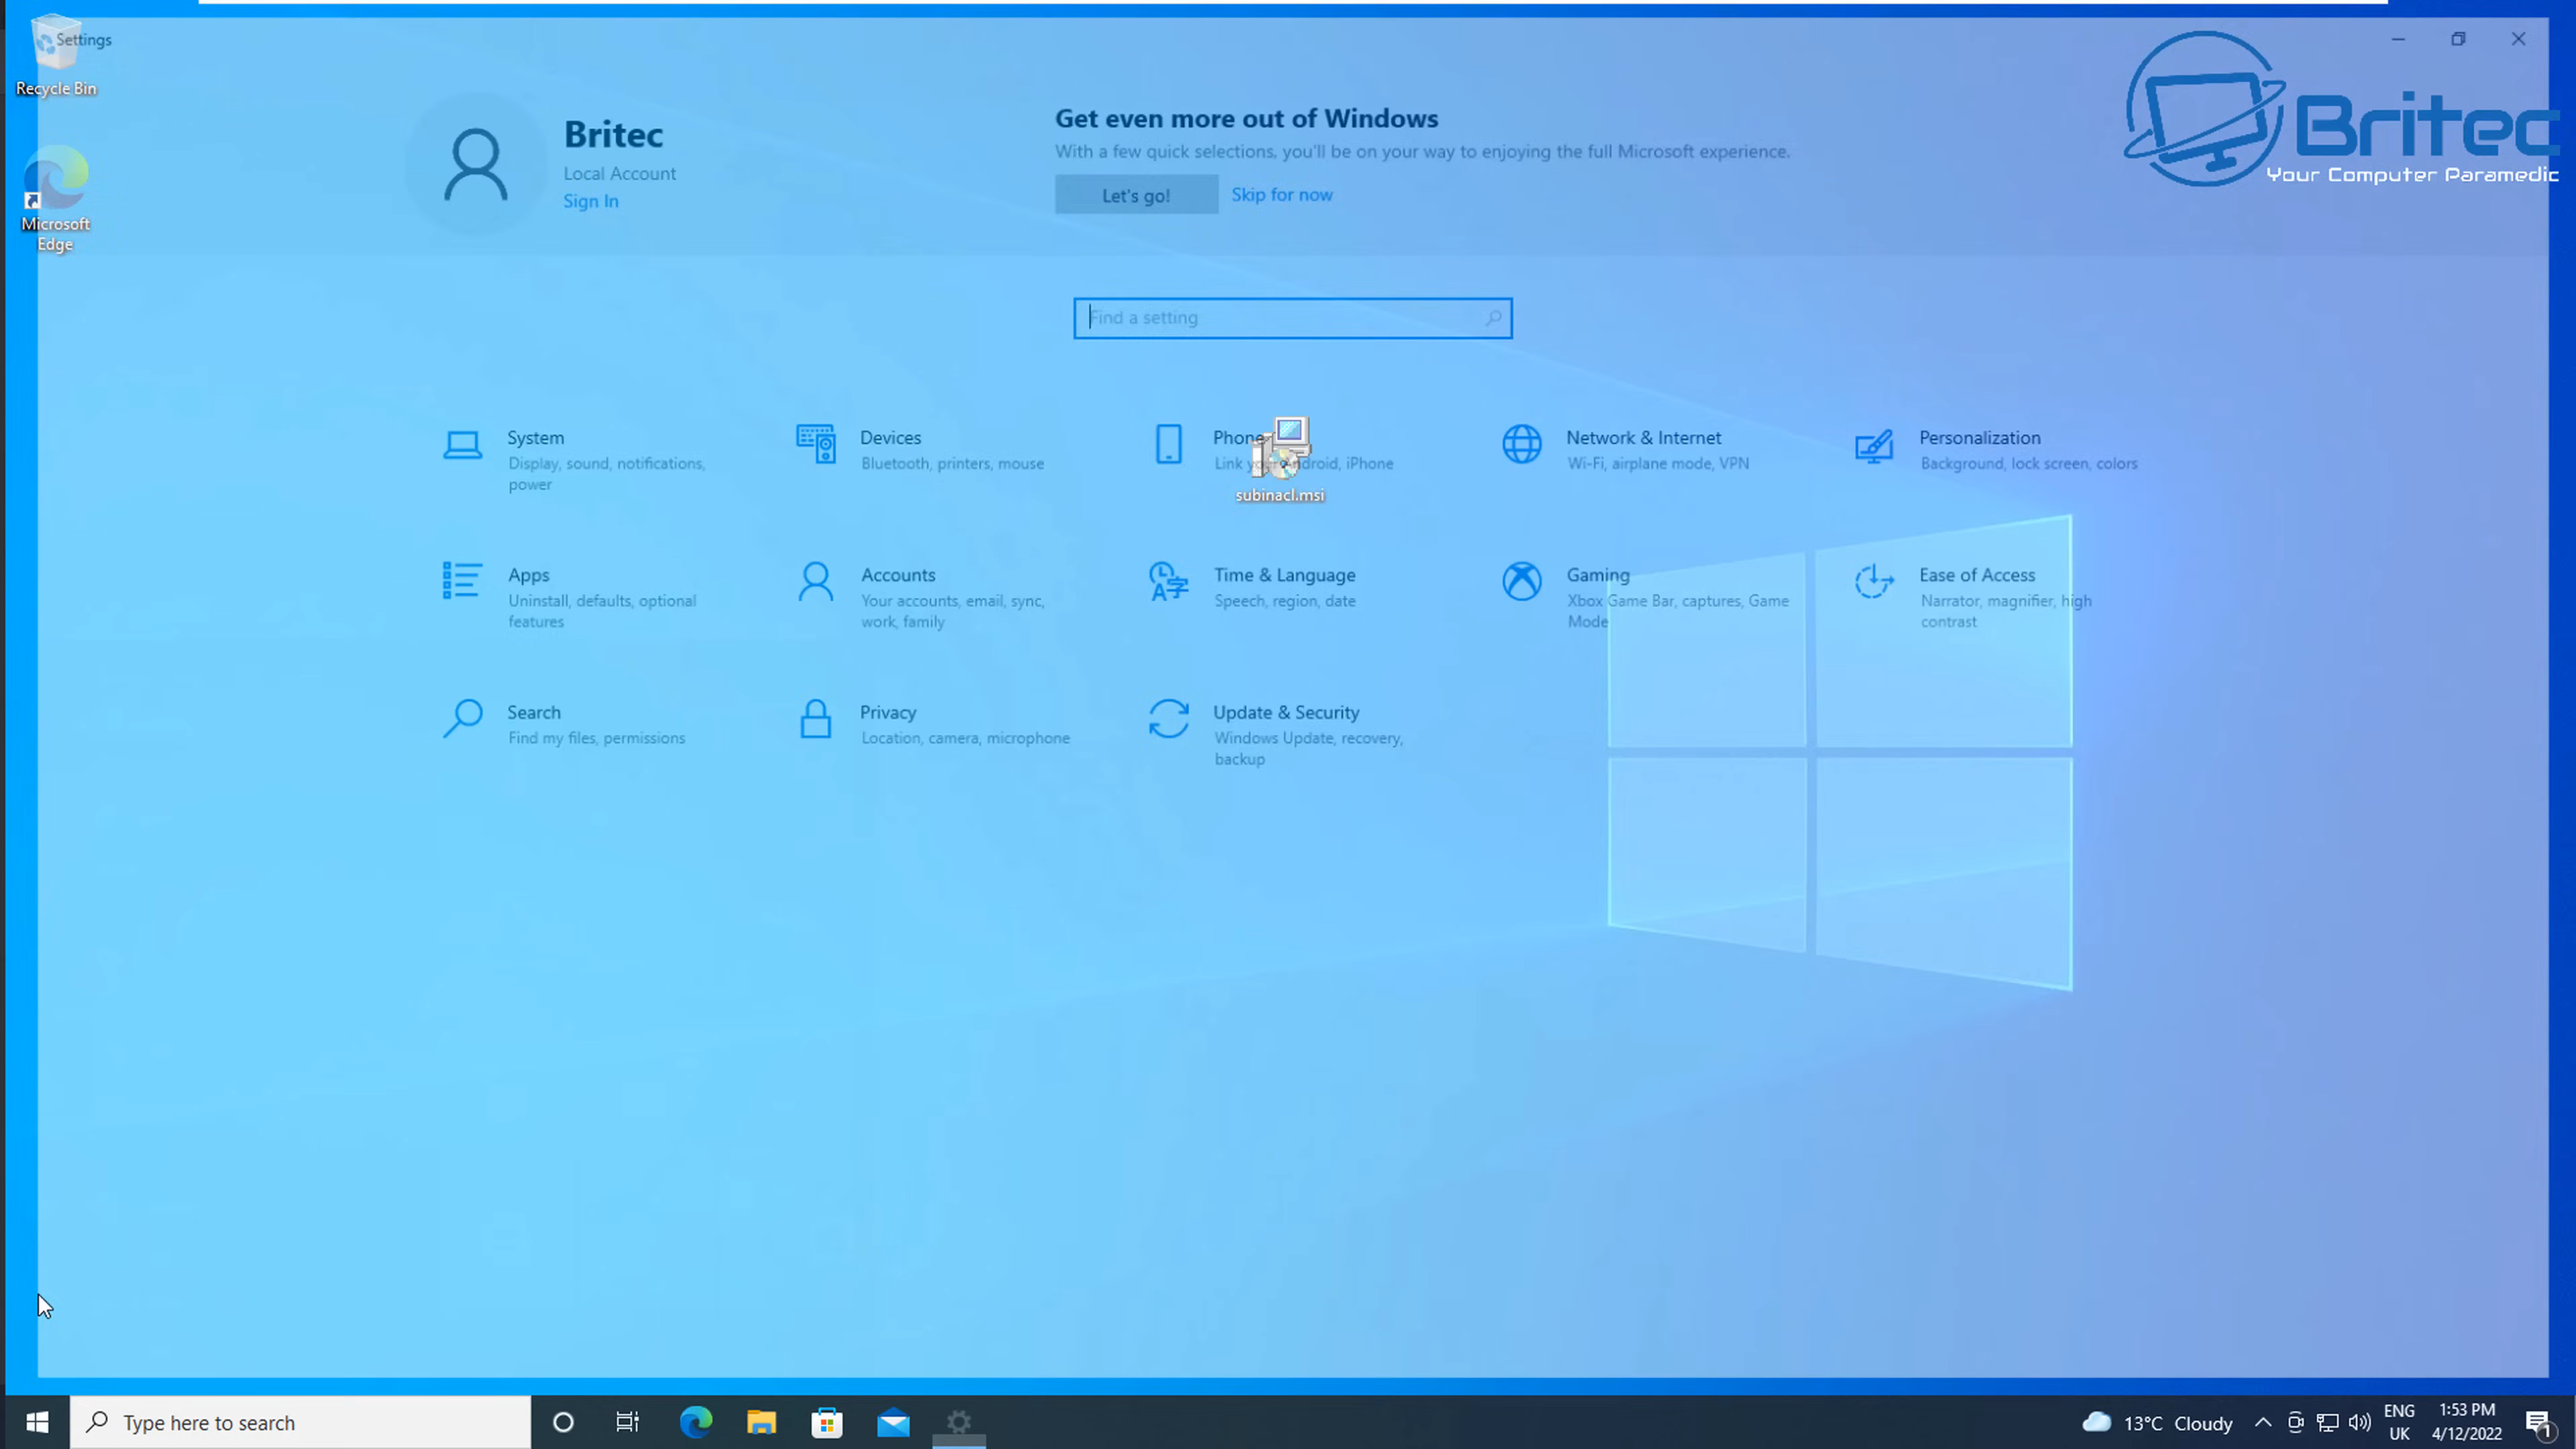 Settings
Recycle Bin
Microsoft
Edge
Britec
Local Account
Sign In
Get even more out of Windows
With a few quick selections, you'll be on your way to enjoying the full Microsoft experience.
Let's go!
Skip for now
Britec
Your Computer Paramedic
Find a setting
System
Display, sound, notifications,
power
Devices
Bluetooth, printers, mouse
Phone
Link your Android, iPhone
subinacl.msi
Network & Internet
Wi-Fi, airplane mode, VPN
Personalization
Background, lock screen, colors
Apps
Uninstall, defaults, optional
features
Accounts
Your accounts, email, sync,
work, family
Time & Language
Speech, region, date
Gaming
Xbox Game Bar, captures, Game
Mode
Ease of Access
Narrator, magnifier, high
contrast
Search
Find my files, permissions
Privacy
Location, camera, microphone
Update & Security
Windows Update, recovery,
backup
Type here to search
13°C Cloudy
ENG
UK
1:53 PM
4/12/2022
1